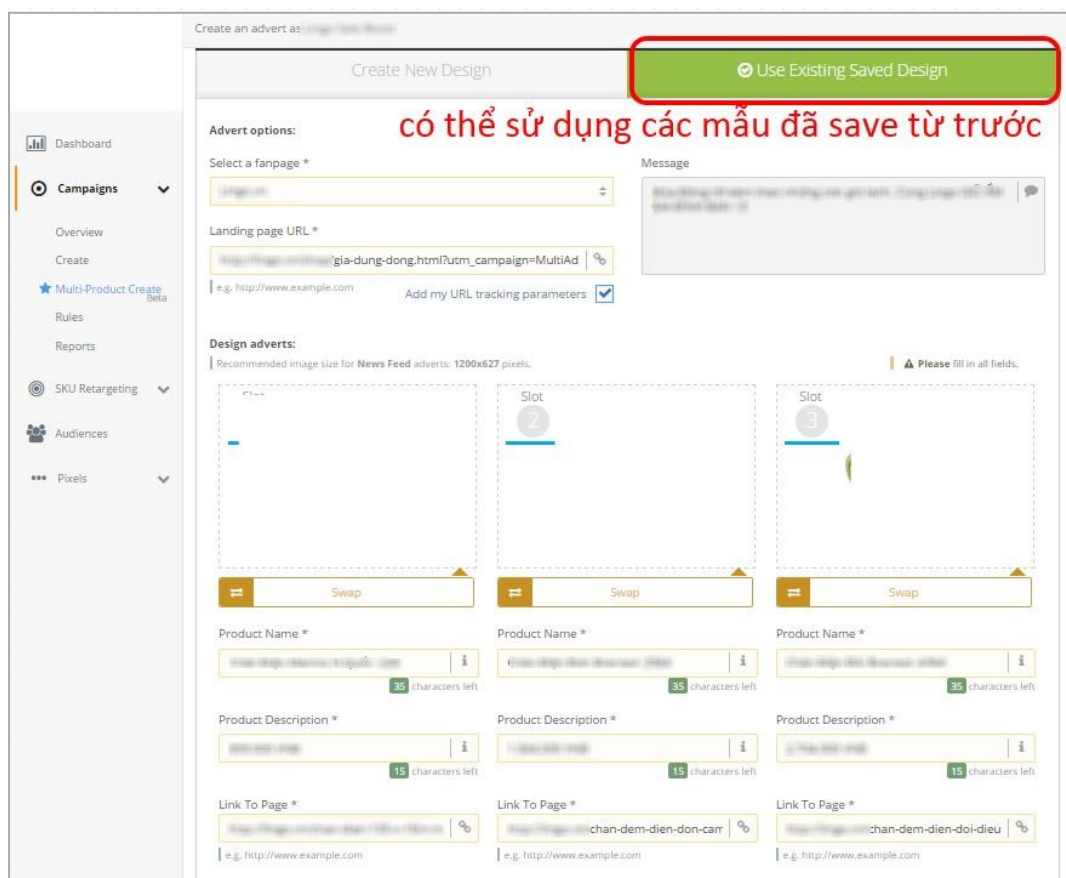 Create an advert as
Create New Design
Use Existing Saved Design
có thể sử dụng các mẫu đã save từ trước
Dashboard
Campaigns
Overview
Create
Multi-Product Create
Beta
Rules
Reports
SKU Retargeting
Audiences
Pixels
Advert options:
Select a fanpage *
Message
Landing page URL *
/gia-dung-dong.html?utm_campaign=MultiAd
e.g. http://www.example.com
Add my URL tracking parameters
Design adverts:
Recommended image size for News Feed adverts: 1200x627 pixels.
Please fill in all fields.
Slot
Slot
2
Slot
3
Swap
Swap
Swap
Product Name *
Product Name *
Product Name *
i
i
i
35 characters left
35 characters left
35 characters left
Product Description *
Product Description *
Product Description *
i
i
i
15 characters left
15 characters left
15 characters left
Link To Page *
Link To Page *
Link To Page *
chan-dem-dien-don-cam
chan-dem-dien-doi-dieu
e.g. http://www.example.com
e.g. http://www.example.com
e.g. http://www.example.com